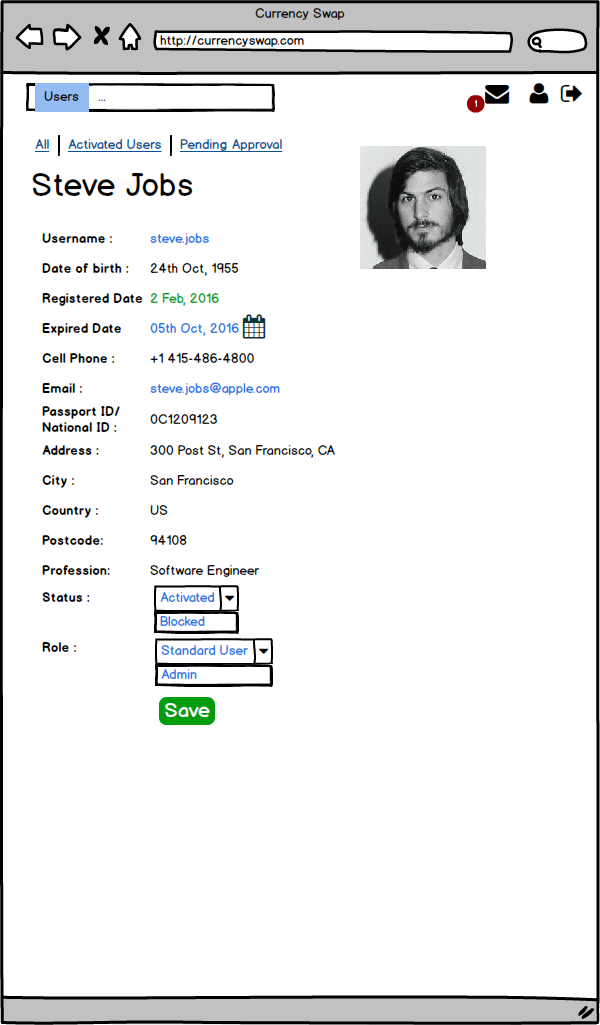 Currency Swap
http://currencyswap.com
Users ...
1
All Activated Users Pending Approval
Steve Jobs
Username : steve.jobs
Date of birth : 24th Oct, 1955
Registered Date 2 Feb, 2016
Expired Date 05th Oct, 2016
Cell Phone : +1 415-486-4800
Email : steve.jobs@apple.com
Passport ID/
National ID : 0C1209123
Address : 300 Post St, San Francisco, CA
City : San Francisco
Country : US
Postcode: 94108
Profession: Software Engineer
Status : Activated
Blocked
Role : Standard User
Admin
Save